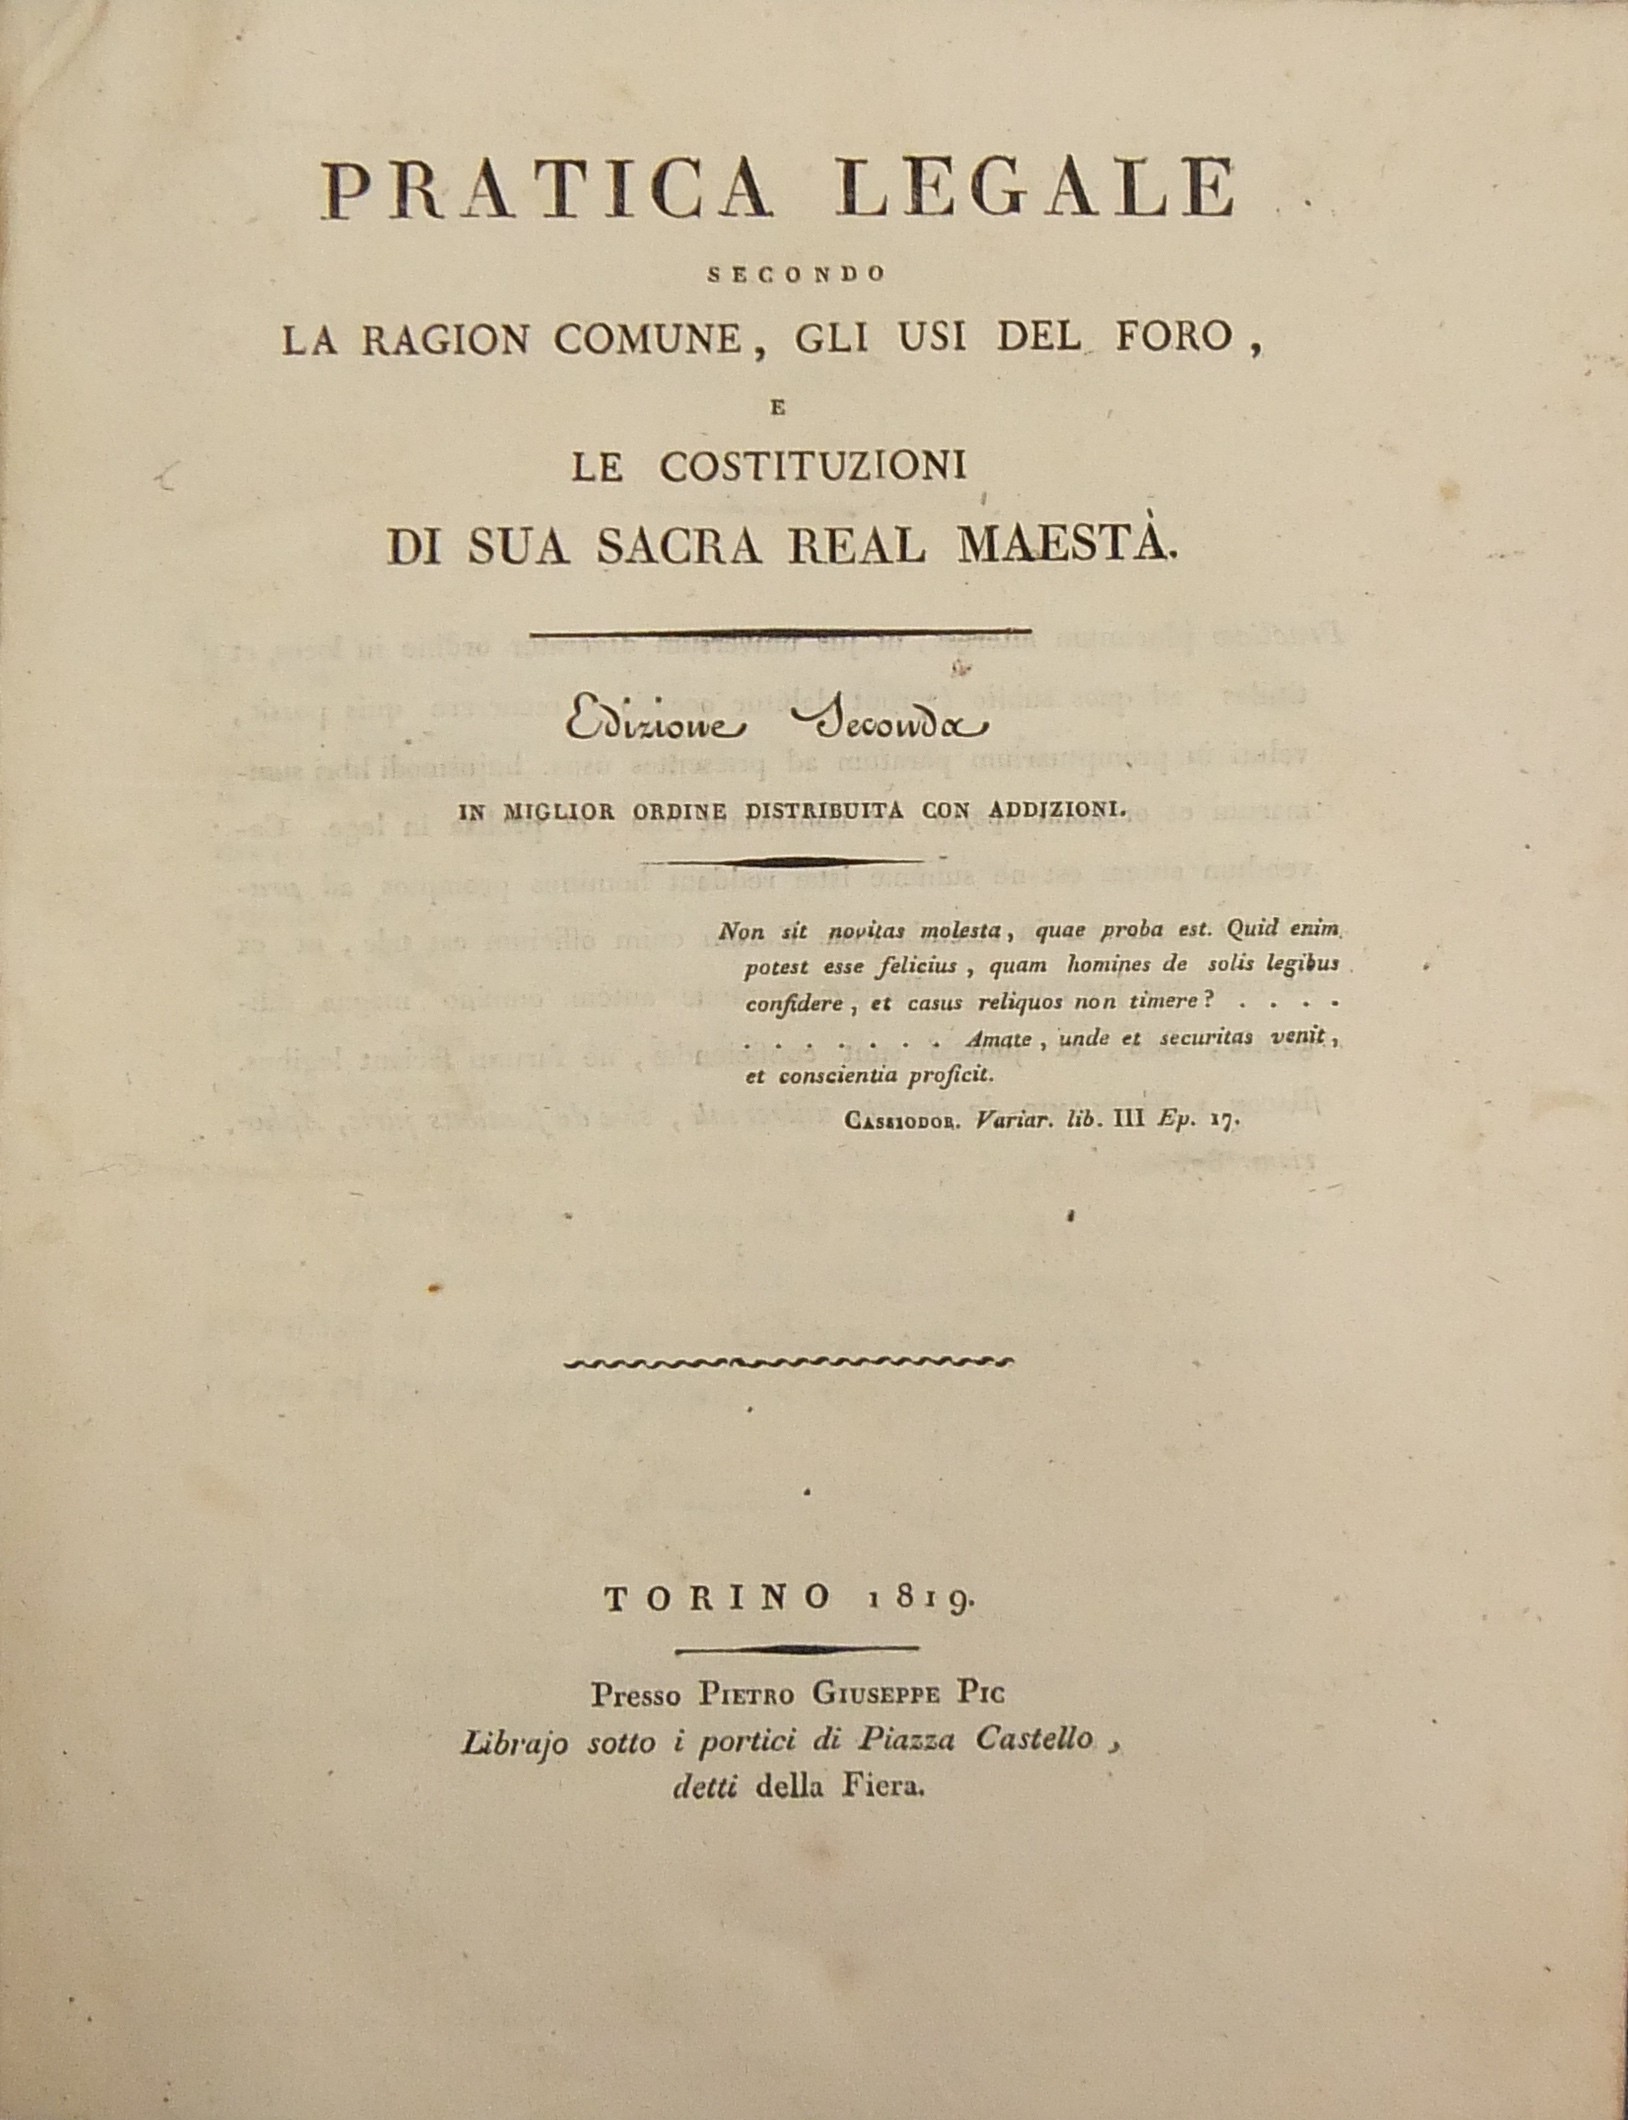 PRATICA LEGALE
SECONDO
LA RAGION COMUNE, GLI USI DEL FORO,
E
LE COSTITUZIONI
DI SUA SACRA REAL MAESTÀ.
Edizione Seconda
IN MIGLIOR ORDINE DISTRIBUITA CON ADDIZIONI.
Non sit novitas molesta, quae proba est. Quid enim
potest esse felicius, quam homines de solis legibus
confidere, et casus reliquos non timere? . . . .
. . . . . . . Amate, unde et securitas venit,
et conscientia proficit.
CASSIODOR. Variar. lib. III Ep. 17.
TORINO 1819.
Presso PIETRO GIUSEPPE PIC
Librajo sotto i portici di Piazza Castello,
detti della Fiera.